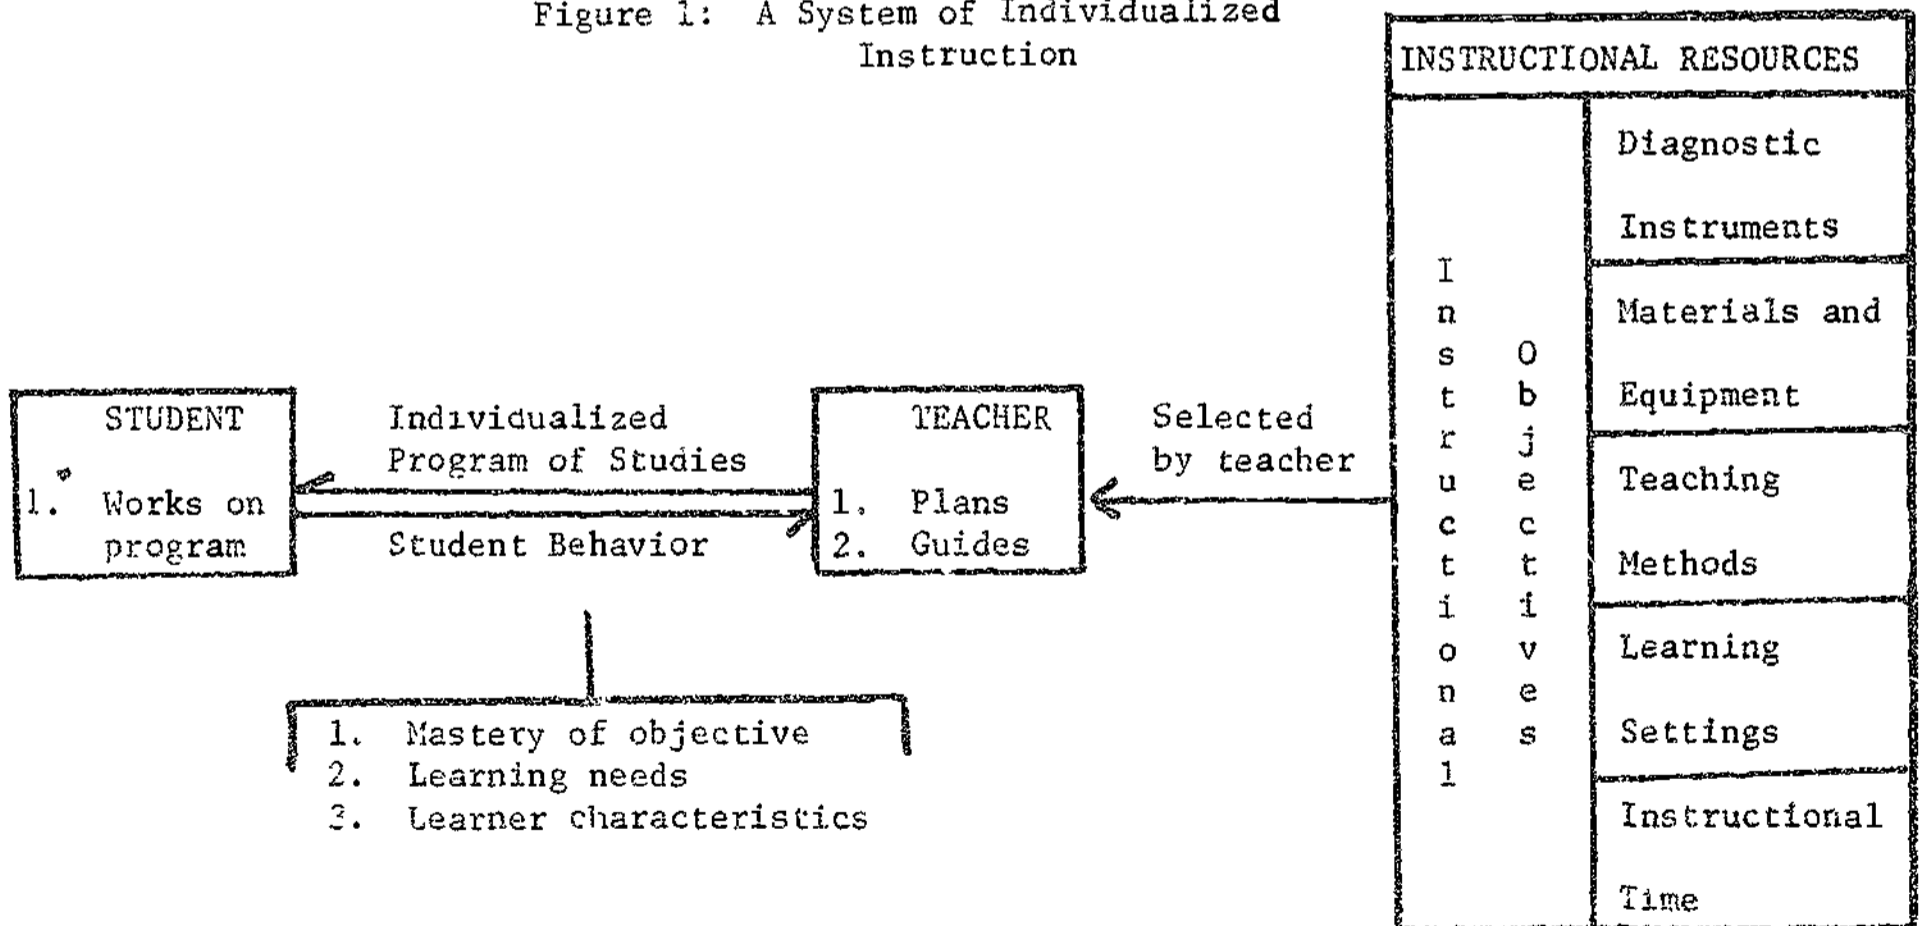 Figure 1: A System of Individualized
Instruction
STUDENT
1. Works on
program
Individualized
Program of Studies
Student Behavior
1. Mastery of objective
2. Learning needs
3. Learner characteristics
TEACHER
1. Plans
2. Guides
Selected
by teacher
INSTRUCTIONAL RESOURCES
Instructional
Objectives
Diagnostic
Instruments
Materials and
Equipment
Teaching
Methods
Learning
Settings
Instructional
Time